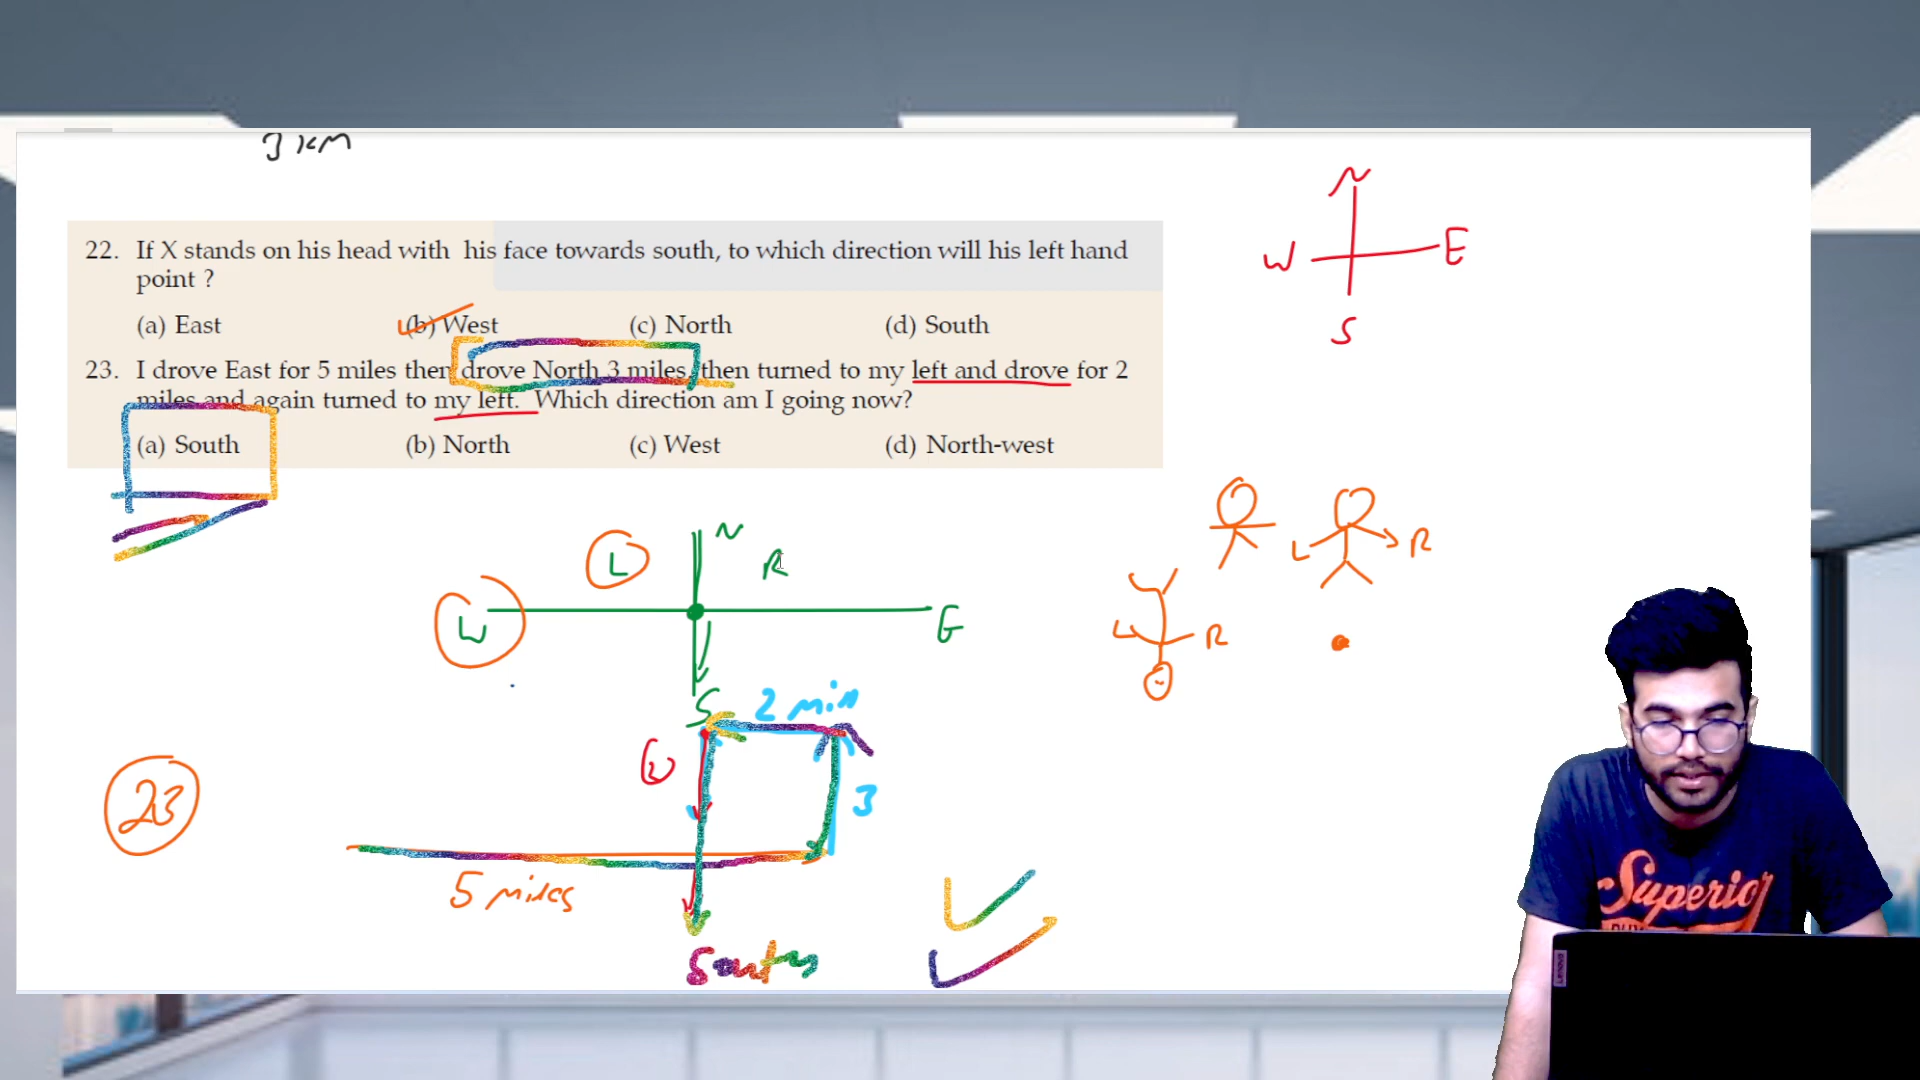 3 km
22. If X stands on his head with his face towards south, to which direction will his left hand
point ?
(a) East (b) West (c) North (d) South
23. I drove East for 5 miles then drove North 3 miles, then turned to my left and drove for 2
miles and again turned to my left. Which direction am I going now?
(a) South (b) North (c) West (d) North-west
N
W E
S
L N R
W E
S
L R
L R
23
2 min
3
5 miles
South
Superior
Lenovo